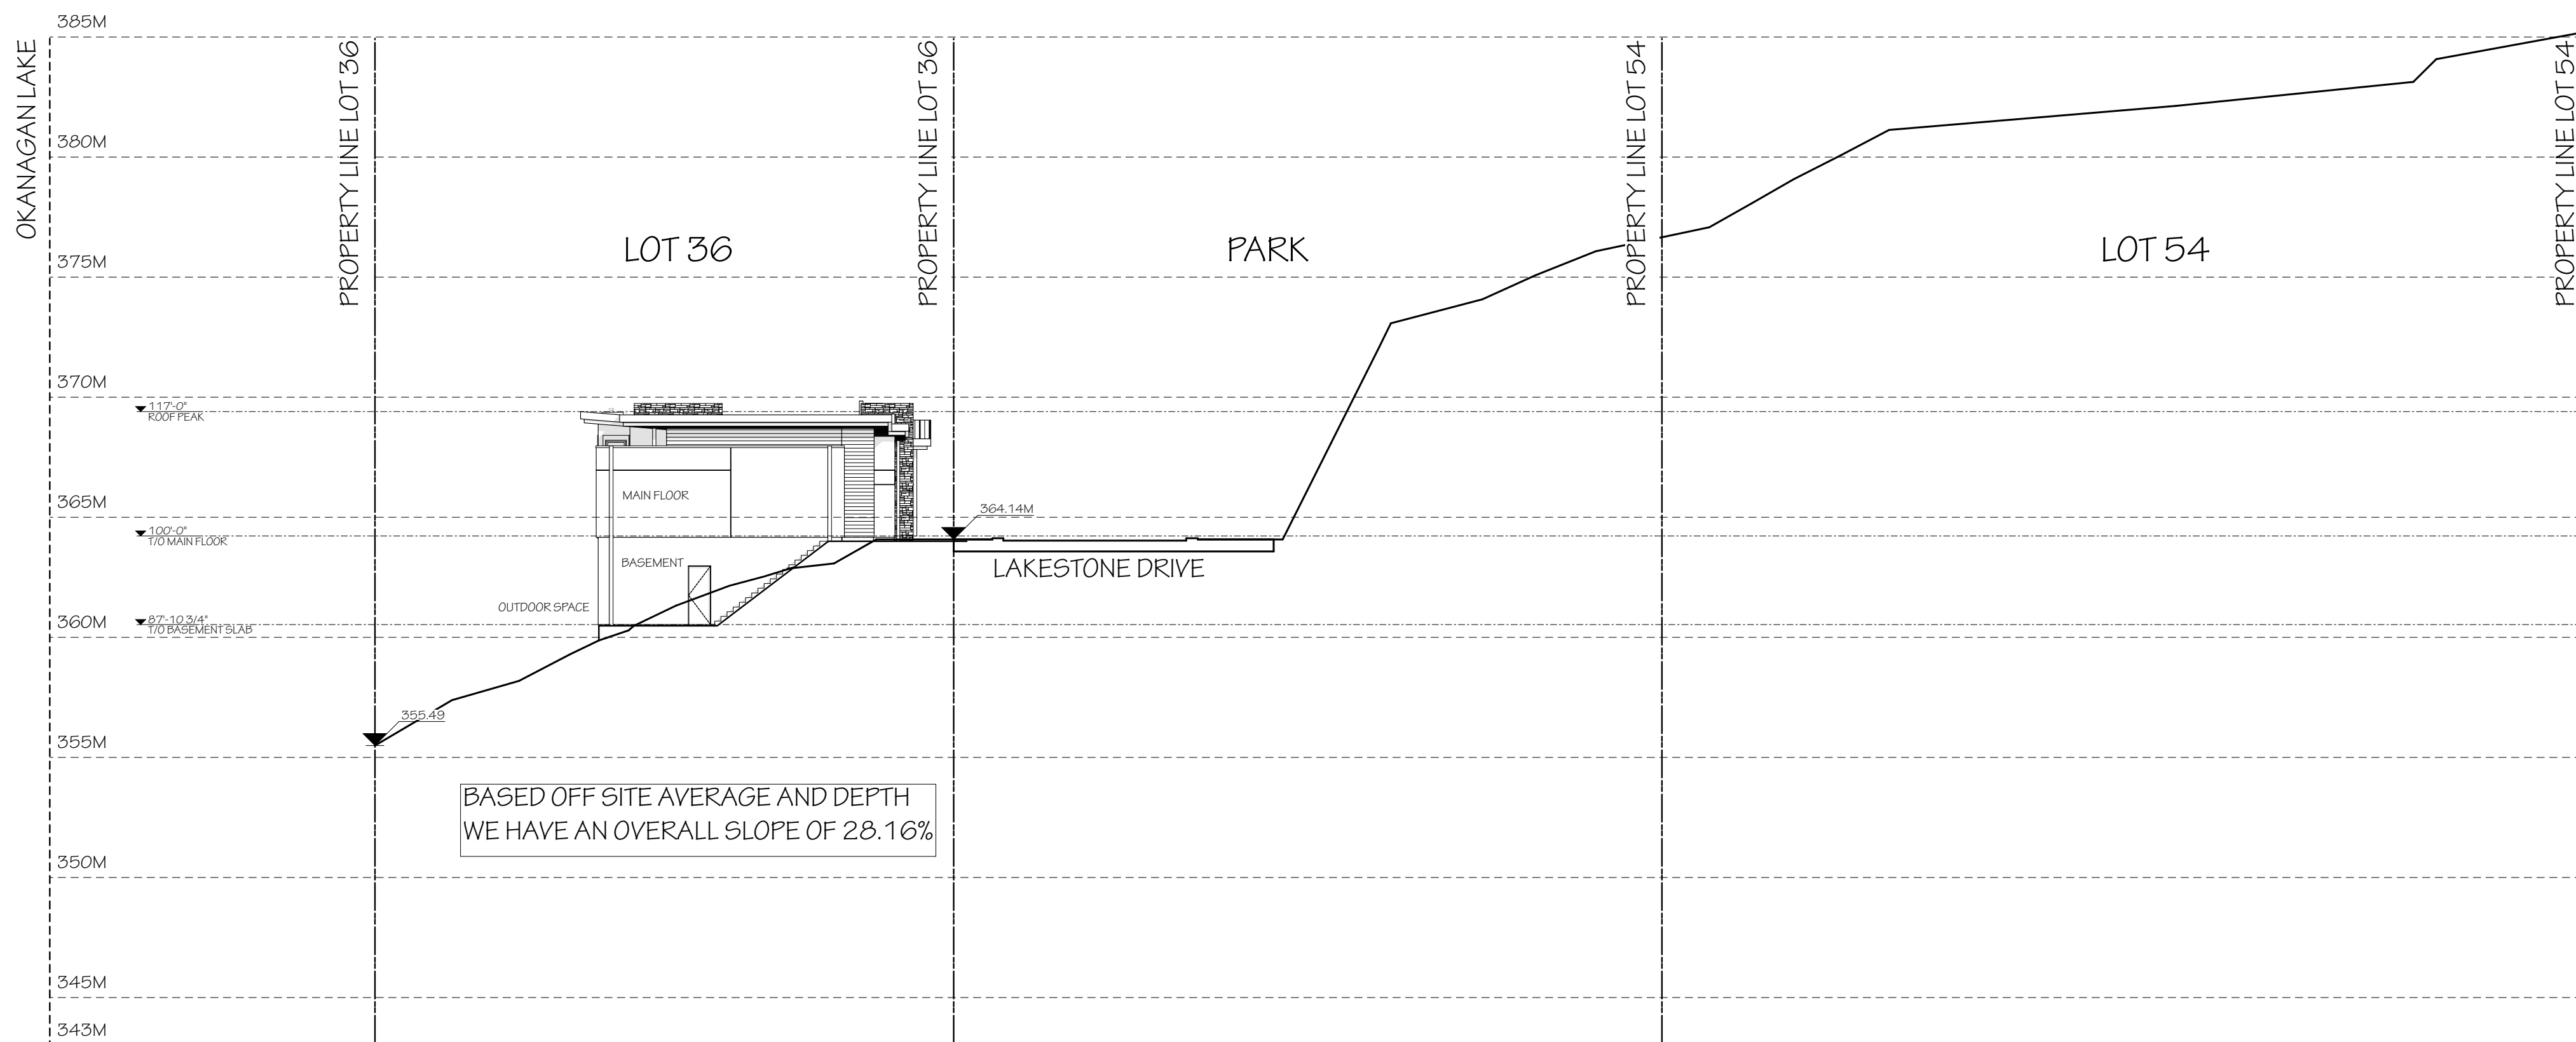 385M
OKANAGAN LAKE
PROPERTY LINE LOT 36
PROPERTY LINE LOT 36
PROPERTY LINE LOT 54
PROPERTY LINE LOT 54
380M
LOT 36
PARK
LOT 54
375M
370M
117'-0"
ROOF PEAK
MAIN FLOOR
365M
364.14M
100'-0"
T/O MAIN FLOOR
BASEMENT
LAKESTONE DRIVE
OUTDOOR SPACE
360M
87'-10 3/4"
T/O BASEMENT SLAB
355.49
355M
BASED OFF SITE AVERAGE AND DEPTH
WE HAVE AN OVERALL SLOPE OF 28.16%
350M
345M
343M